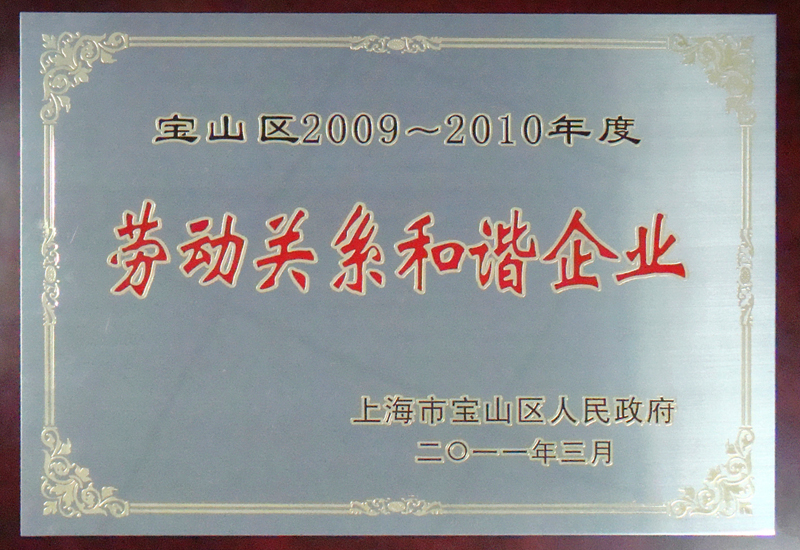 宝山区2009～2010年度
劳动关系和谐企业
上海市宝山区人民政府
二〇一一年三月